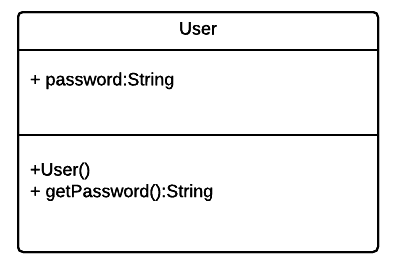 User
+ password:String
+User()
+ getPassword():String